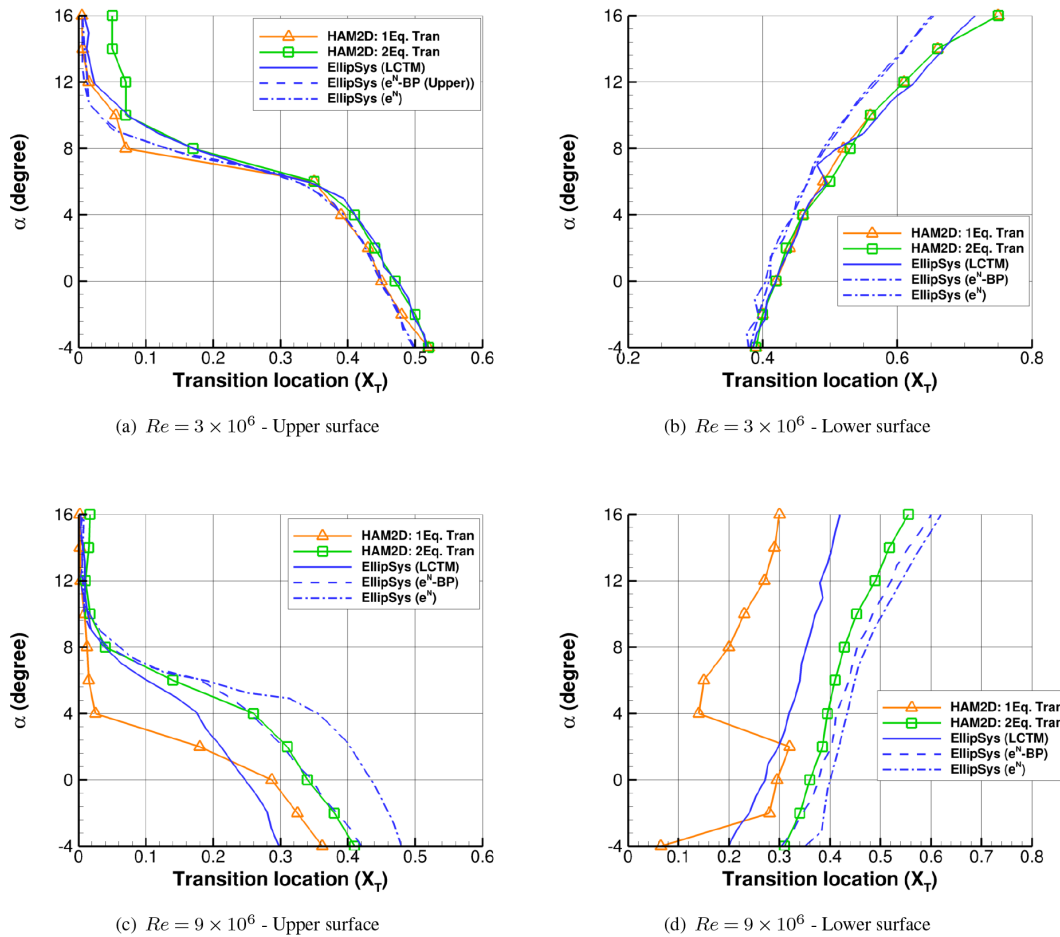 16
12
8
4
0
-4
α (degree)
HAM2D: 1Eq. Tran
HAM2D: 2Eq. Tran
EllipSys (LCTM)
EllipSys (e^N-BP (Upper))
EllipSys (e^N)
0 0.1 0.2 0.3 0.4 0.5 0.6
Transition location (X_T)
(a) Re = 3 × 10^6 - Upper surface
16
12
8
4
0
-4
α (degree)
HAM2D: 1Eq. Tran
HAM2D: 2Eq. Tran
EllipSys (LCTM)
EllipSys (e^N-BP)
EllipSys (e^N)
0.2 0.4 0.6 0.8
Transition location (X_T)
(b) Re = 3 × 10^6 - Lower surface
16
12
8
4
0
-4
α (degree)
HAM2D: 1Eq. Tran
HAM2D: 2Eq. Tran
EllipSys (LCTM)
EllipSys (e^N-BP)
EllipSys (e^N)
0 0.1 0.2 0.3 0.4 0.5 0.6
Transition location (X_T)
(c) Re = 9 × 10^6 - Upper surface
16
12
8
4
0
-4
α (degree)
HAM2D: 1Eq. Tran
HAM2D: 2Eq. Tran
EllipSys (LCTM)
EllipSys (e^N-BP)
EllipSys (e^N)
0 0.1 0.2 0.3 0.4 0.5 0.6 0.7 0.8
Transition location (X_T)
(d) Re = 9 × 10^6 - Lower surface